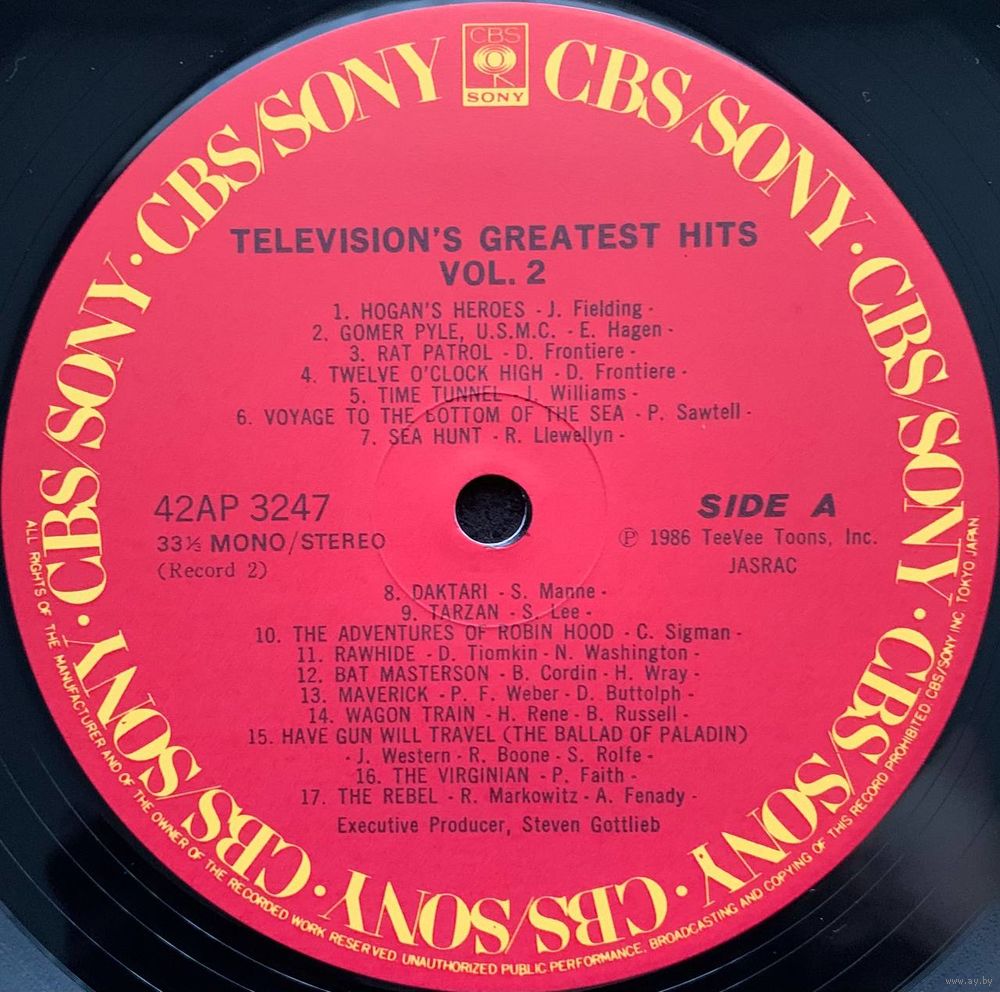 CBS
SONY
CBS/SONY · CBS/SONY · CBS/SONY · CBS/SONY · CBS/SONY · CBS/SONY · CBS/SONY · CBS/SONY
TELEVISION'S GREATEST HITS
VOL. 2
1. HOGAN'S HEROES - J. Fielding -
2. GOMER PYLE, U.S.M.C. - E. Hagen -
3. RAT PATROL - D. Frontiere -
4. TWELVE O'CLOCK HIGH - D. Frontiere -
5. TIME TUNNEL - J. Williams -
6. VOYAGE TO THE BOTTOM OF THE SEA - P. Sawtell -
7. SEA HUNT - R. Llewellyn -
42AP 3247
33⅓ MONO/STEREO
(Record 2)
SIDE A
℗ 1986 TeeVee Toons, Inc.
JASRAC
8. DAKTARI - S. Manne -
9. TARZAN - S. Lee -
10. THE ADVENTURES OF ROBIN HOOD - C. Sigman -
11. RAWHIDE - D. Tiomkin - N. Washington -
12. BAT MASTERSON - B. Cordin - H. Wray -
13. MAVERICK - P. F. Weber - D. Buttolph -
14. WAGON TRAIN - H. Rene - B. Russell -
15. HAVE GUN WILL TRAVEL (THE BALLAD OF PALADIN)
- J. Western - R. Boone - S. Rolfe -
16. THE VIRGINIAN - P. Faith -
17. THE REBEL - R. Markowitz - A. Fenady -
Executive Producer, Steven Gottlieb
ALL RIGHTS OF THE MANUFACTURER AND OF THE OWNER OF THE RECORDED WORK RESERVED. UNAUTHORIZED PUBLIC PERFORMANCE, BROADCASTING AND COPYING OF THIS RECORD PROHIBITED. CBS/SONY INC. TOKYO JAPAN.
www.ay.by